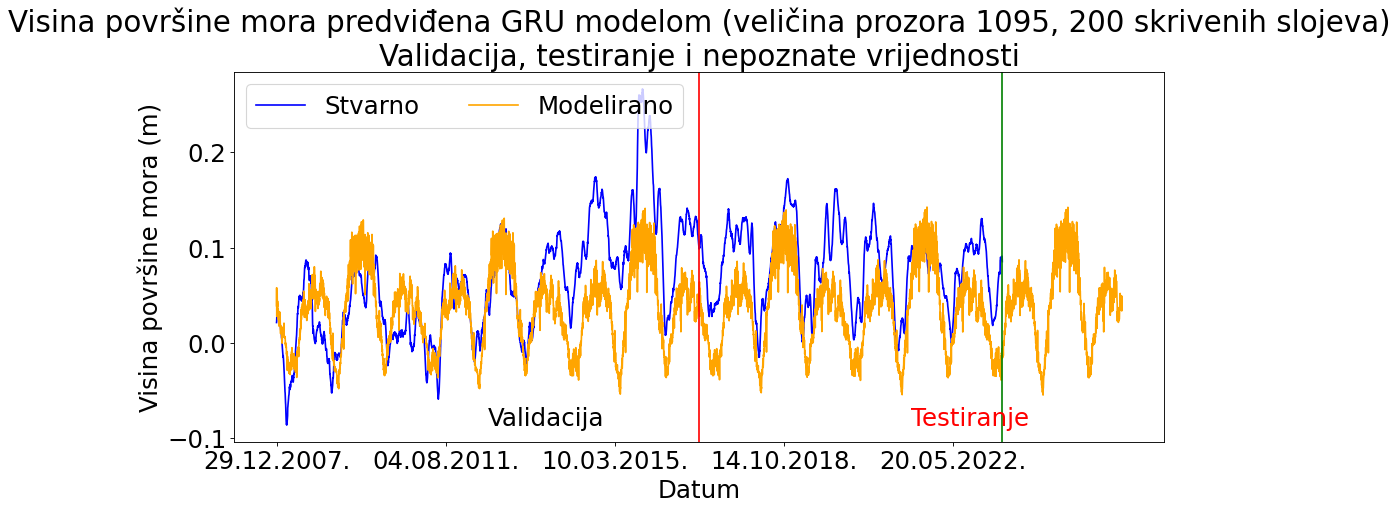 Visina površine mora predviđena GRU modelom (veličina prozora 1095, 200 skrivenih slojeva)
Validacija, testiranje i nepoznate vrijednosti
Stvarno
Modelirano
Visina površine mora (m)
0.2
0.1
0.0
−0.1
Validacija
Testiranje
29.12.2007.
04.08.2011.
10.03.2015.
14.10.2018.
20.05.2022.
Datum